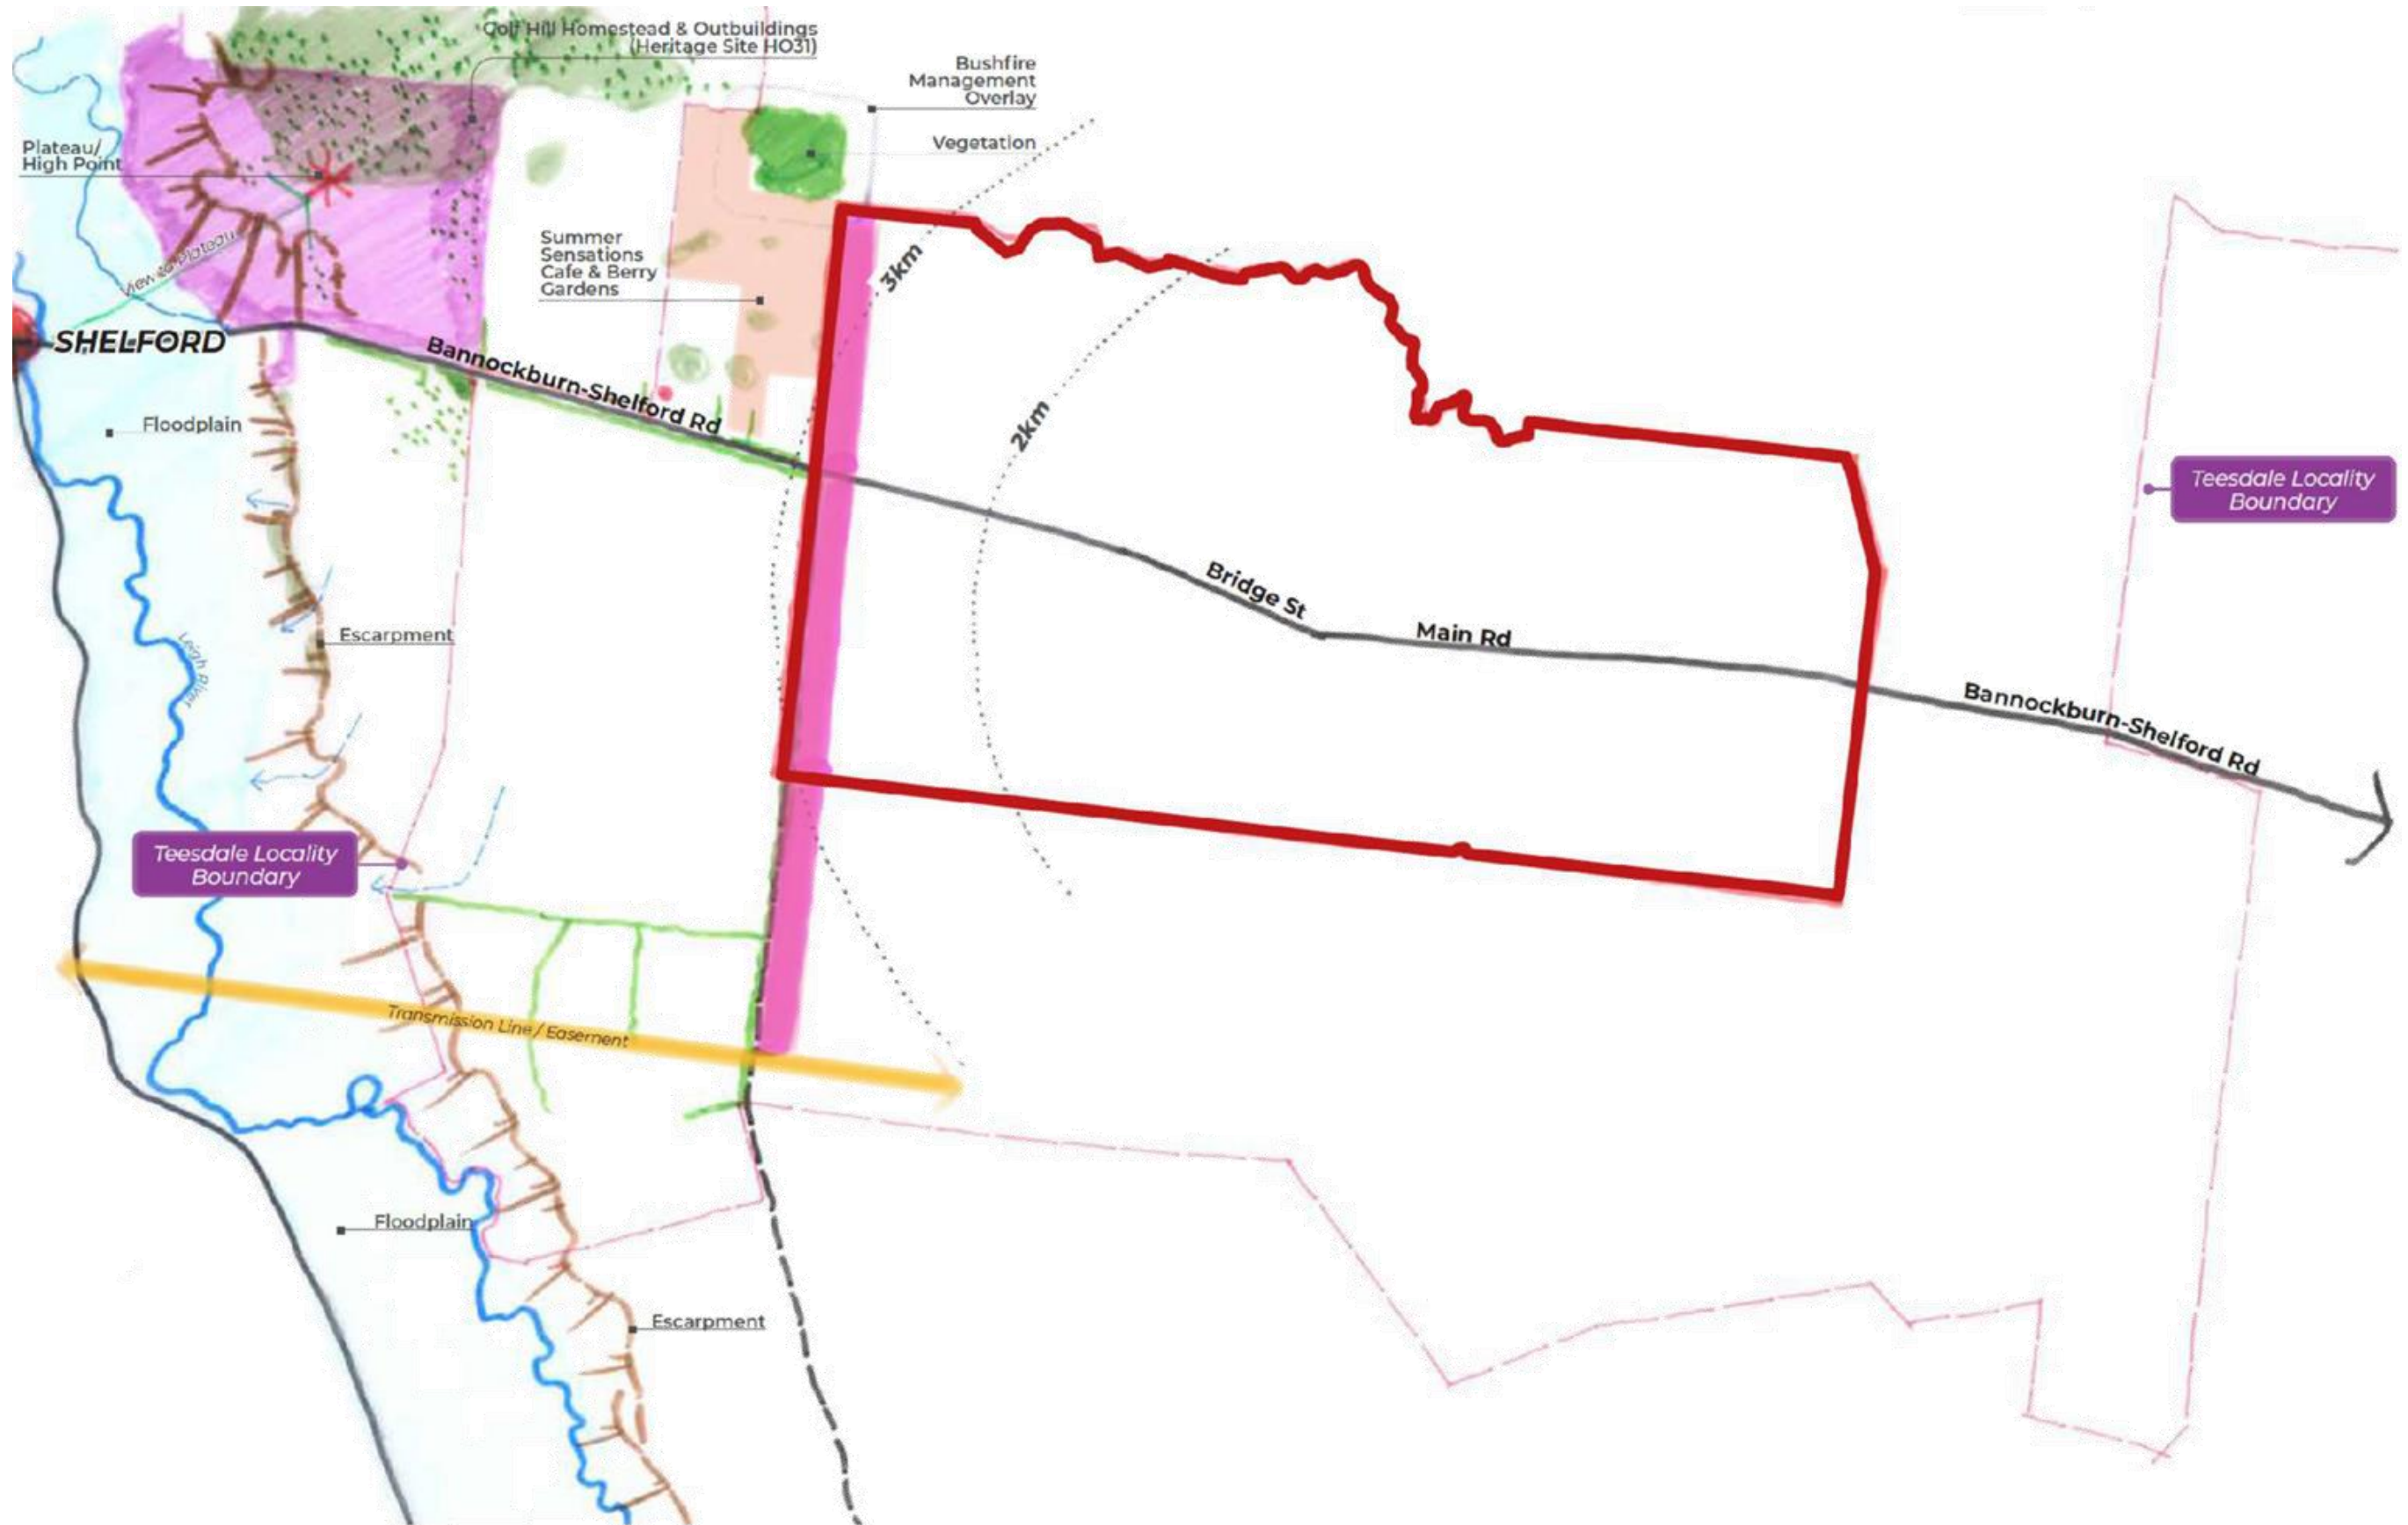 Golf Hill Homestead & Outbuildings
(Heritage Site HO31)
Bushfire
Management
Overlay
Vegetation
Plateau/
High Point
View to Plateau
Summer
Sensations
Cafe & Berry
Gardens
3km
SHELFORD
Bannockburn-Shelford Rd
2km
Floodplain
Teesdale Locality
Boundary
Bridge St
Main Rd
Escarpment
Leigh River
Bannockburn-Shelford Rd
Teesdale Locality
Boundary
Transmission Line / Easement
Floodplain
Escarpment